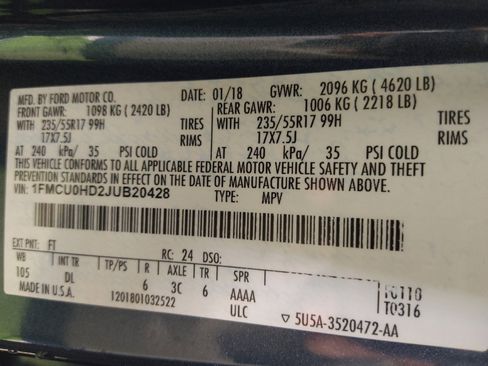 MFD. BY FORD MOTOR CO. DATE: 01/18 GVWR: 2096 KG ( 4620 LB)
FRONT GAWR: 1098 KG ( 2420 LB) REAR GAWR: 1006 KG ( 2218 LB)
WITH 235/55R17 99H TIRES WITH 235/55R17 99H TIRES
17X7.5J RIMS 17X7.5J RIMS
AT 240 kPa/ 35 PSI COLD AT 240 kPa/ 35 PSI COLD
THIS VEHICLE CONFORMS TO ALL APPLICABLE FEDERAL MOTOR VEHICLE SAFETY AND THEFT
PREVENTION STANDARDS IN EFFECT ON THE DATE OF MANUFACTURE SHOWN ABOVE.
VIN: 1FMCU0HD2JUB20428 TYPE: MPV
EXT PNT: FT RC: 24 DSO:
WB INT TR TP/PS R AXLE TR SPR
105 DL 6 3C 6 AAAA
MADE IN U.S.A. 1201801032522 ULC
T0110
T0316
5U5A-3520472-AA